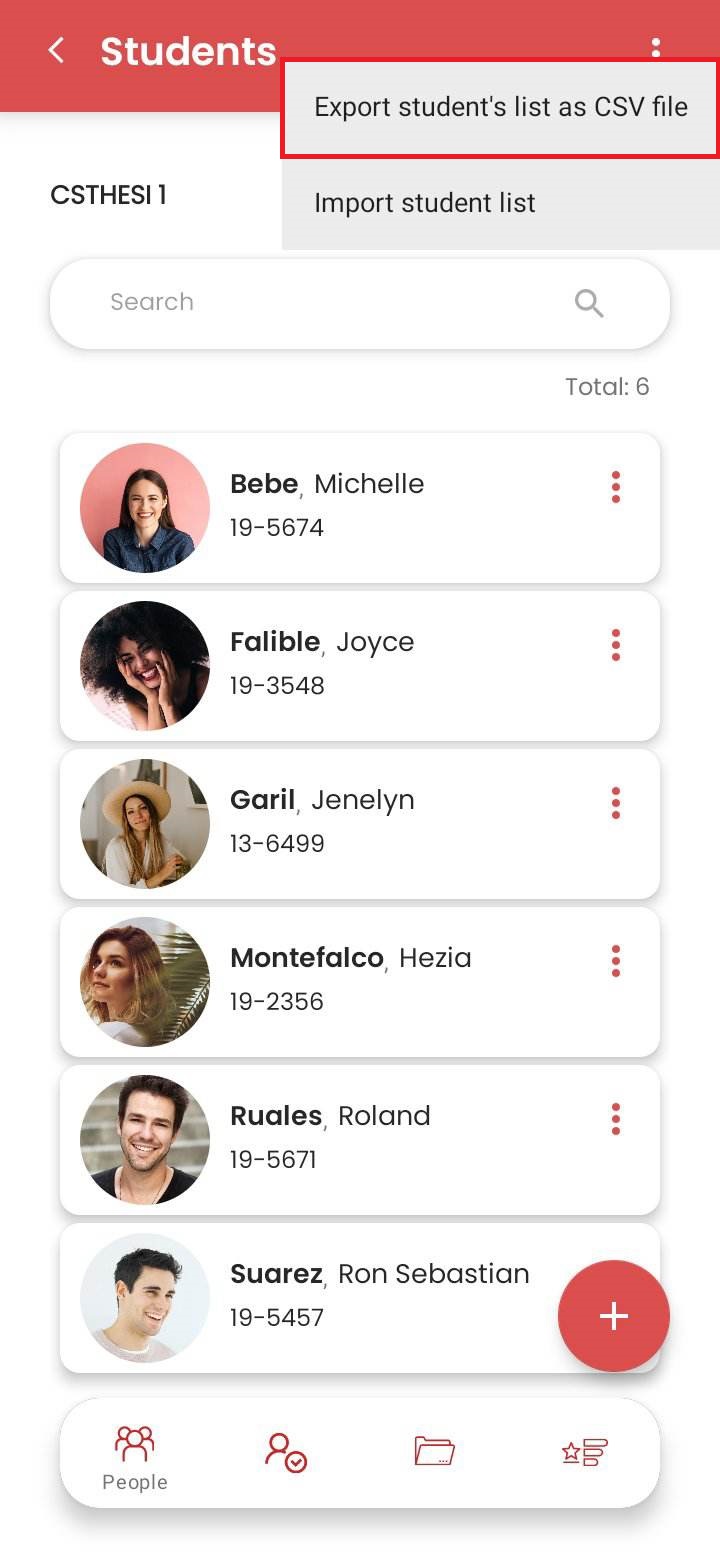 Students
Export student's list as CSV file
CSTHESI 1
Import student list
Search
Total: 6
Bebe, Michelle
19-5674
Falible, Joyce
19-3548
Garil, Jenelyn
13-6499
Montefalco, Hezia
19-2356
Ruales, Roland
19-5671
Suarez, Ron Sebastian
19-5457
People